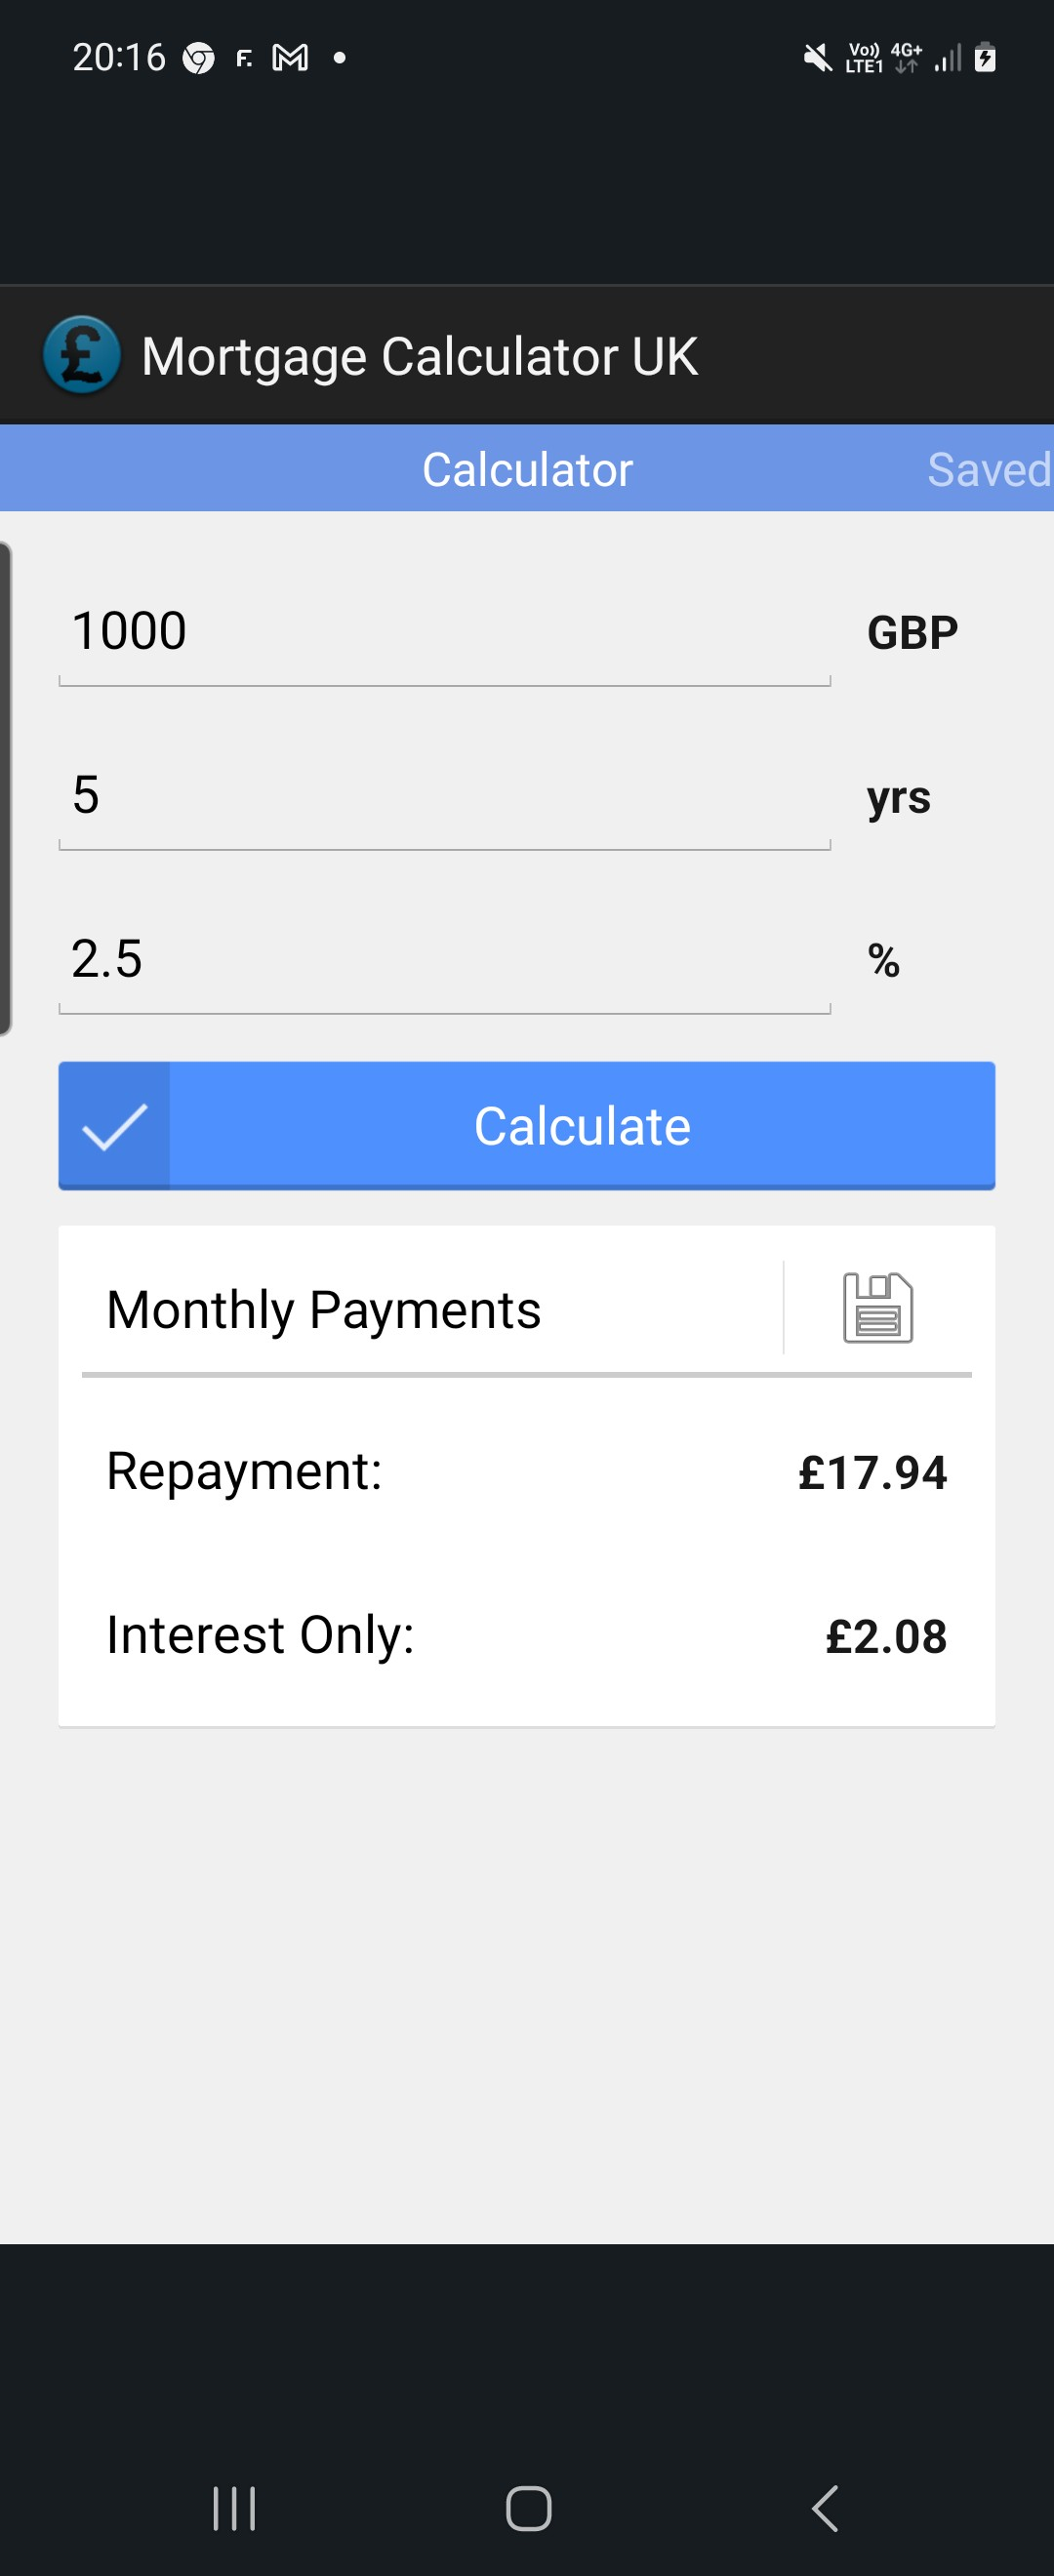 20:16 F. M Vo)) LTE1 4G+
£ Mortgage Calculator UK
Calculator Saved
1000 GBP
5 yrs
2.5 %
Calculate
Monthly Payments
Repayment: £17.94
Interest Only: £2.08